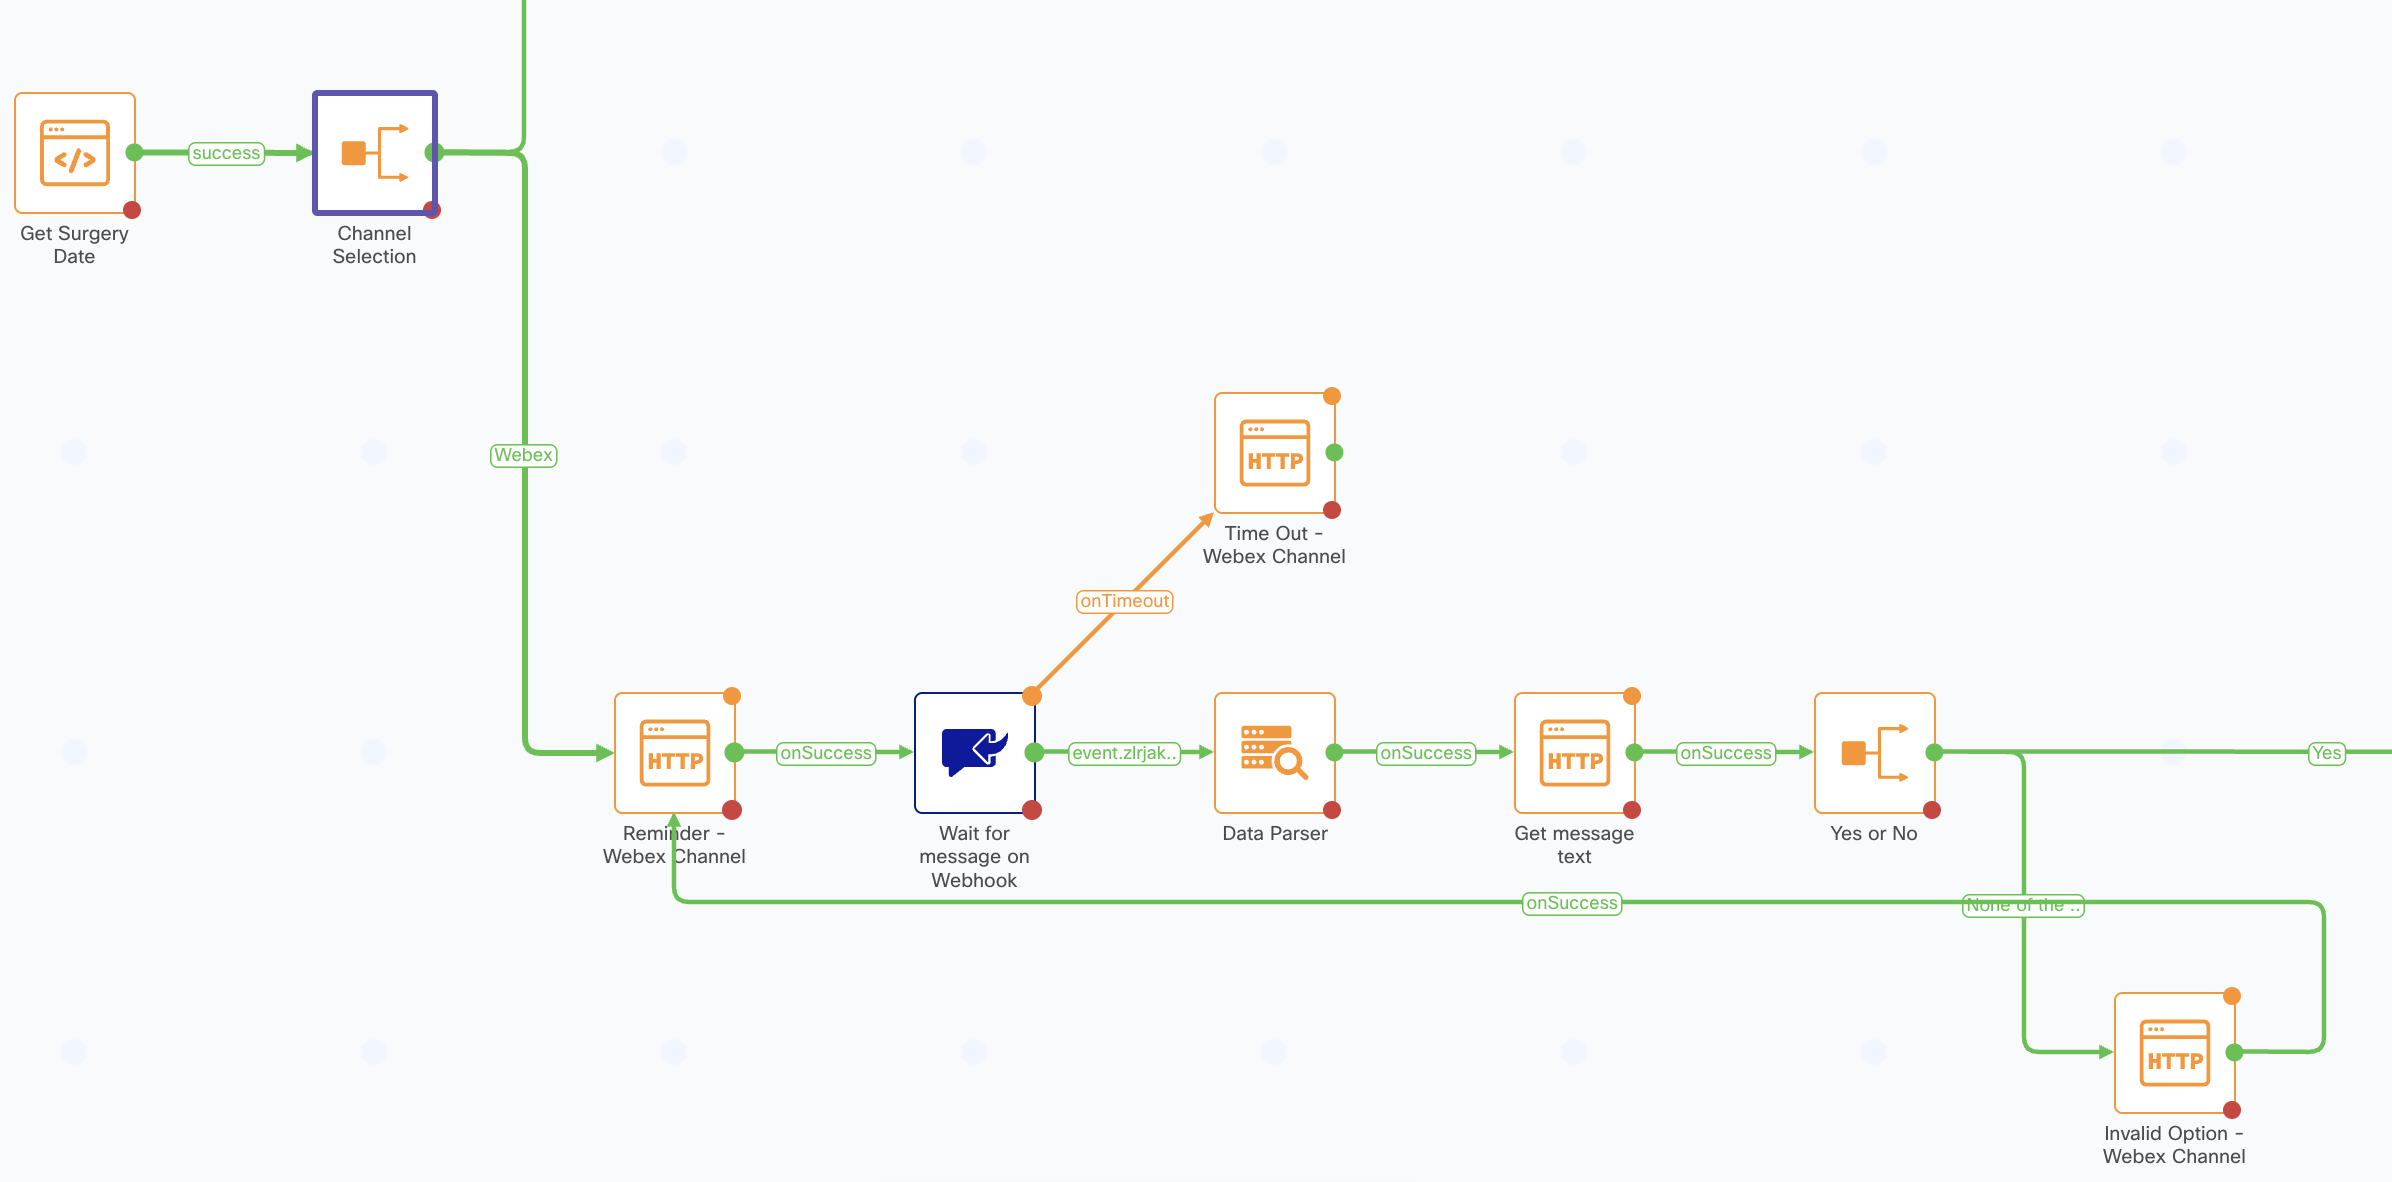 success
Get Surgery
Date
Channel
Selection
Webex
HTTP
Time Out -
Webex Channel
onTimeout
HTTP
onSuccess
event.zlrjak..
onSuccess
HTTP
onSuccess
Yes
Reminder -
Webex Channel
Wait for
message on
Webhook
Data Parser
Get message
text
Yes or No
onSuccess
None of the ..
HTTP
Invalid Option -
Webex Channel